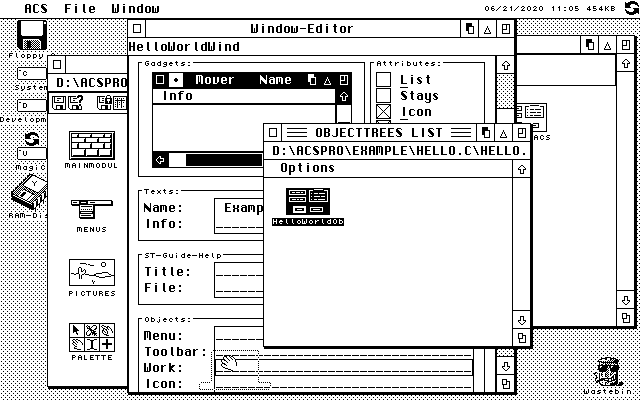 ACS File Window 06/21/2020 11:05 454KB
Floppy
C
System
D
Developm
U
Magic
RAM-Dis
D:\ACSPRO
MAINMODUL
MENUS
PICTURES
PALETTE
Window-Editor
HelloWorldWind
Gadgets:
Mover Name
Info
Attributes:
List
Stays
Icon
Texts:
Name: Examp
Info:
ST-Guide-Help
Title:
File:
Objects:
Menu:
Toolbar:
Work:
Icon:
OBJECTTREES LIST
D:\ACSPRO\EXAMPLE\HELLO.C\HELLO.
Options
HelloWorldOb
ACS
Wastebin